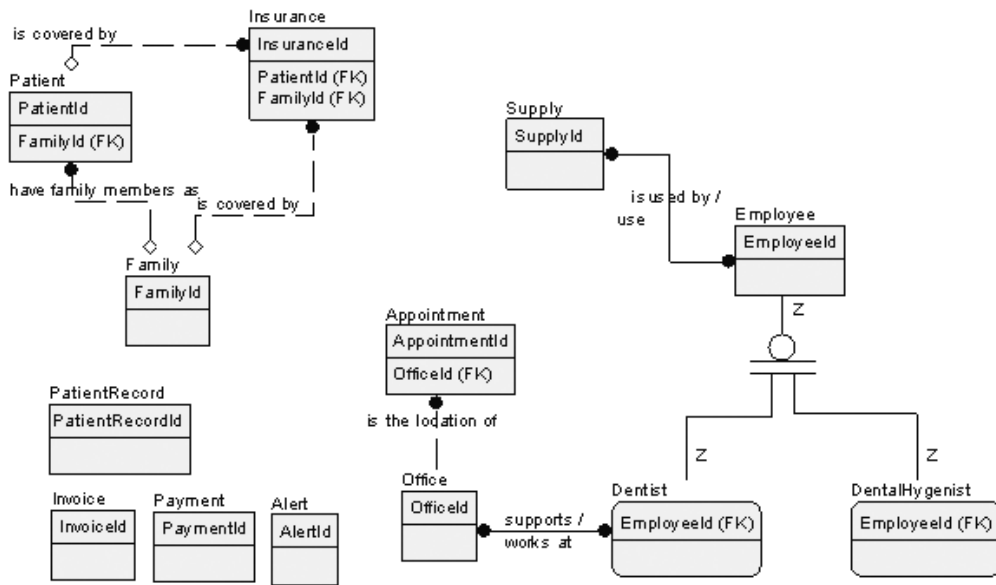 Insurance
InsuranceId
PatientId (FK)
FamilyId (FK)
is covered by
Patient
PatientId
FamilyId (FK)
have family members as
is covered by
Family
FamilyId
Supply
SupplyId
is used by /
use
Employee
EmployeeId
Z
Appointment
AppointmentId
OfficeId (FK)
is the location of
PatientRecord
PatientRecordId
Z
Z
Office
OfficeId
supports /
works at
Dentist
EmployeeId (FK)
DentalHygenist
EmployeeId (FK)
Invoice
InvoiceId
Payment
PaymentId
Alert
AlertId